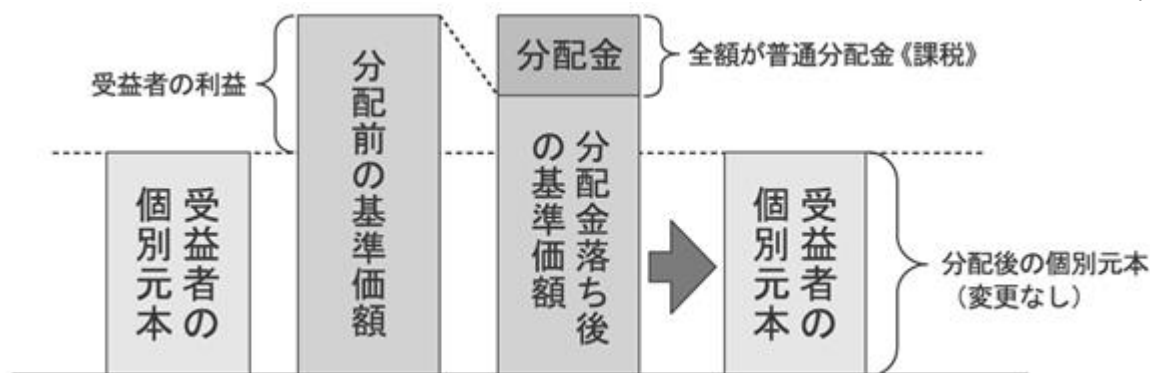 受益者の利益
受益者の
個別元本
分配前の基準価額
分配金
全額が普通分配金《課税》
分配金落ち後
の基準価額
受益者の
個別元本
分配後の個別元本
（変更なし）